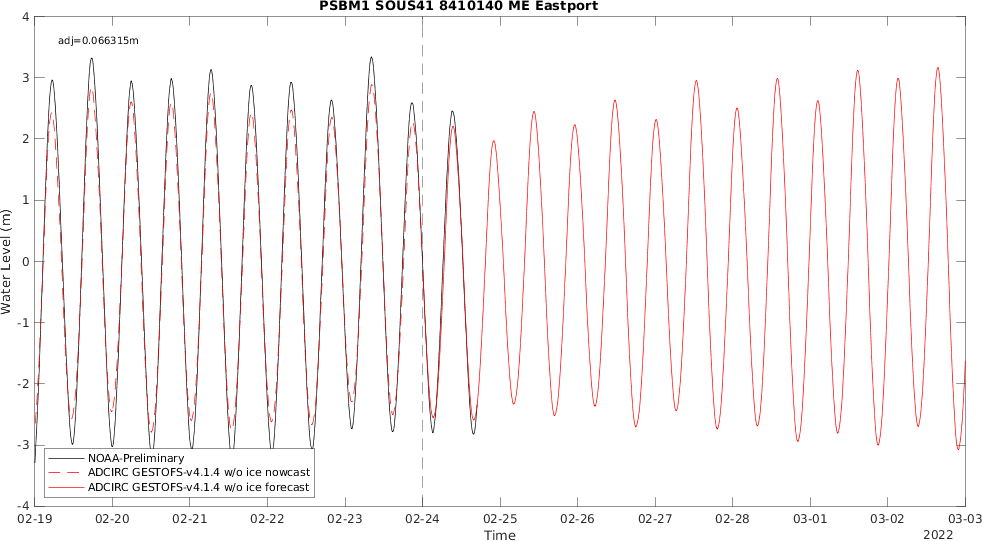 PSBM1 SOUS41 8410140 ME Eastport
adj=0.066315m
Water Level (m)
4
3
2
1
0
-1
-2
-3
-4
NOAA-Preliminary
ADCIRC GESTOFS-v4.1.4 w/o ice nowcast
ADCIRC GESTOFS-v4.1.4 w/o ice forecast
02-19 02-20 02-21 02-22 02-23 02-24 02-25 02-26 02-27 02-28 03-01 03-02 03-03
Time
2022